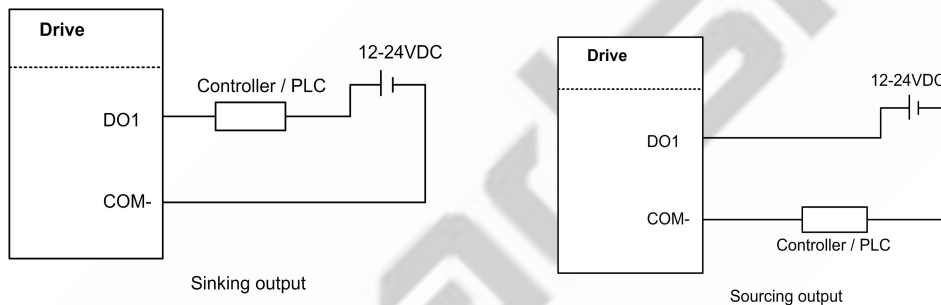 Drive
12-24VDC
Controller / PLC
DO1
COM-
Sinking output
Drive
12-24VDC
DO1
COM-
Controller / PLC
Sourcing output